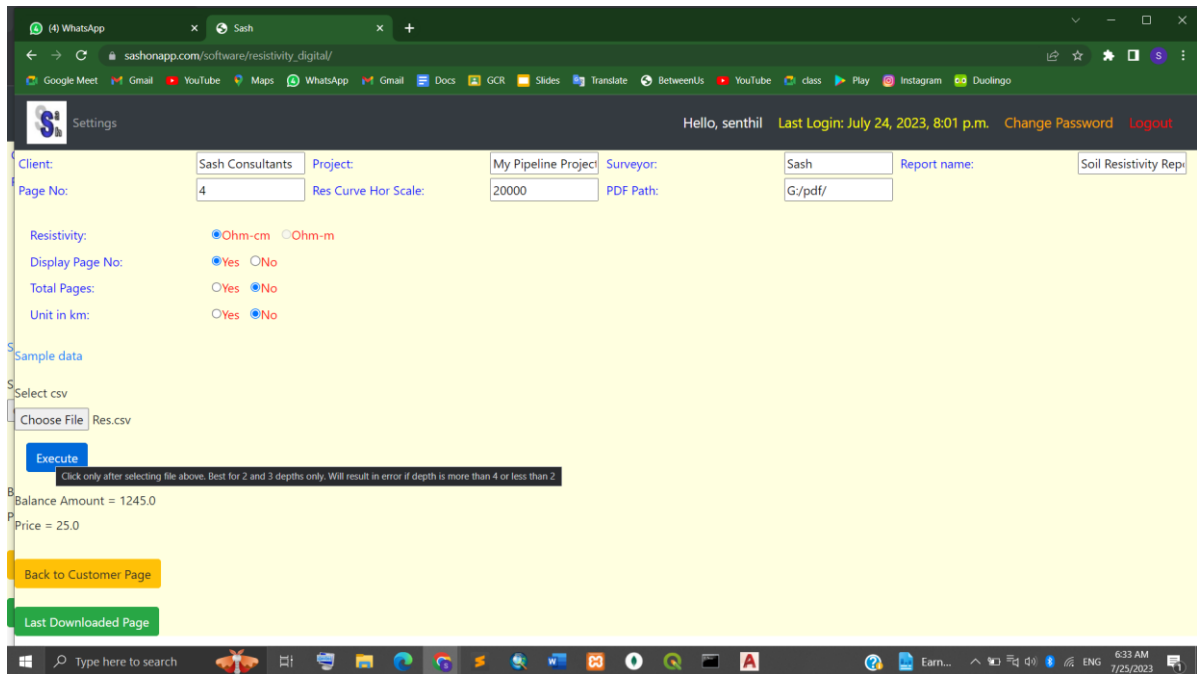 (4) WhatsApp Sash
sashonapp.com/software/resistivity_digital/
Google Meet Gmail YouTube Maps WhatsApp Gmail Docs GCR Slides Translate BetweenUs YouTube class Play Instagram Duolingo
Settings Hello, senthil Last Login: July 24, 2023, 8:01 p.m. Change Password Logout
Client: Sash Consultants Project: My Pipeline Project Surveyor: Sash Report name: Soil Resistivity Rep
Page No: 4 Res Curve Hor Scale: 20000 PDF Path: G:/pdf/
Resistivity: Ohm-cm Ohm-m
Display Page No: Yes No
Total Pages: Yes No
Unit in km: Yes No
Sample data
Select csv
Choose File Res.csv
Execute
Click only after selecting file above. Best for 2 and 3 depths only. Will result in error if depth is more than 4 or less than 2
Balance Amount = 1245.0
Price = 25.0
Back to Customer Page
Last Downloaded Page
Type here to search Earn... ENG 6:33 AM
7/25/2023